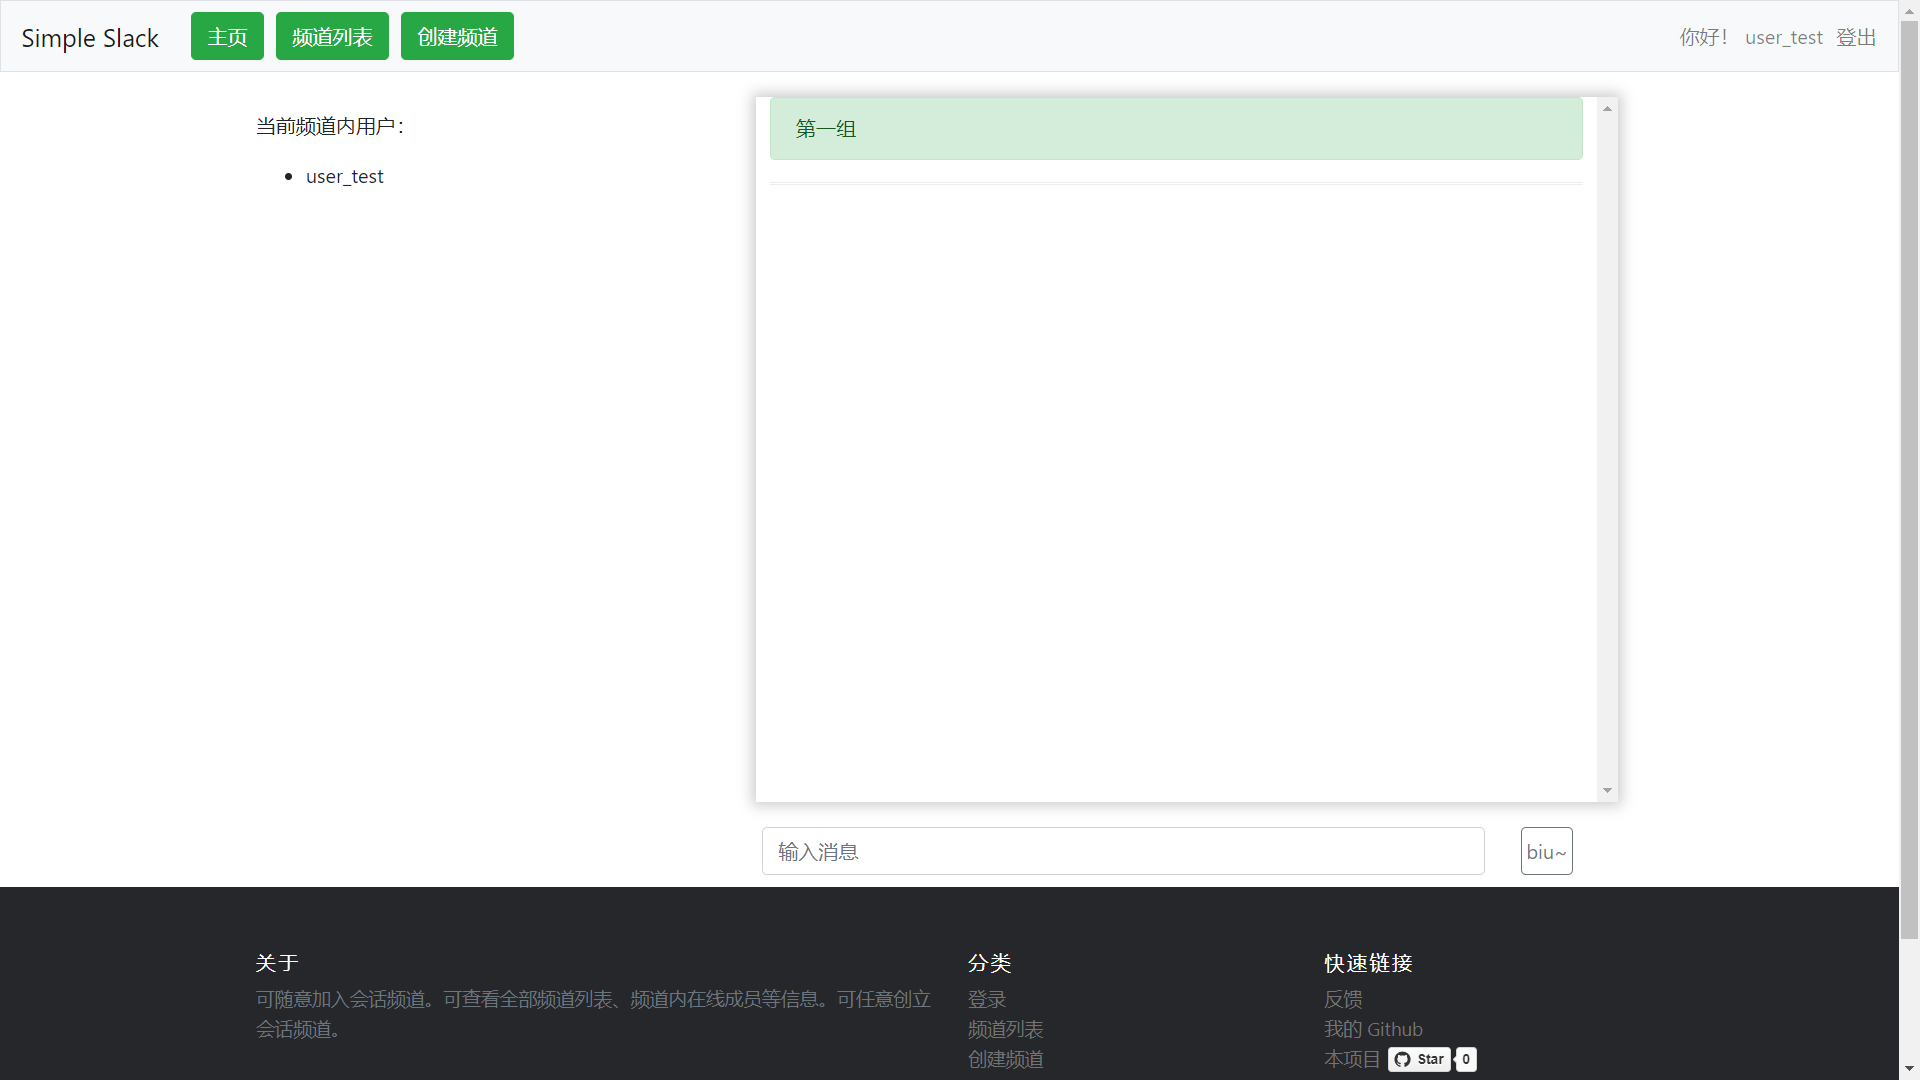 Simple Slack 主页 频道列表 创建频道 你好！ user_test 登出
当前频道内用户：
user_test
第一组
输入消息 biu~
关于
可随意加入会话频道。可查看全部频道列表、频道内在线成员等信息。可任意创立
会话频道。
分类
登录
频道列表
创建频道
快速链接
反馈
我的 Github
本项目 Star 0